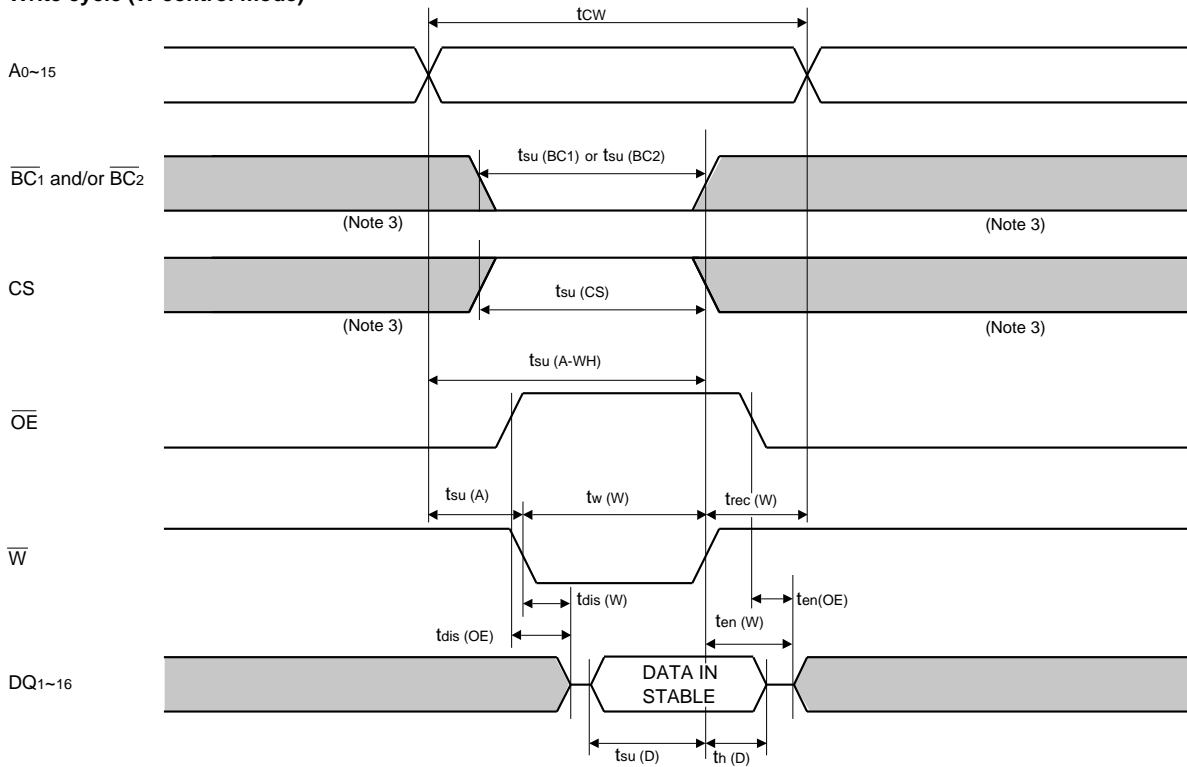 Write cycle (W control mode)
tCW
A0~15
BC1 and/or BC2
tsu (BC1) or tsu (BC2)
(Note 3)
(Note 3)
CS
tsu (CS)
(Note 3)
(Note 3)
tsu (A-WH)
OE
tsu (A)
tw (W)
trec (W)
W
tdis (W)
ten(OE)
tdis (OE)
ten (W)
DQ1~16
DATA IN
STABLE
tsu (D)
th (D)